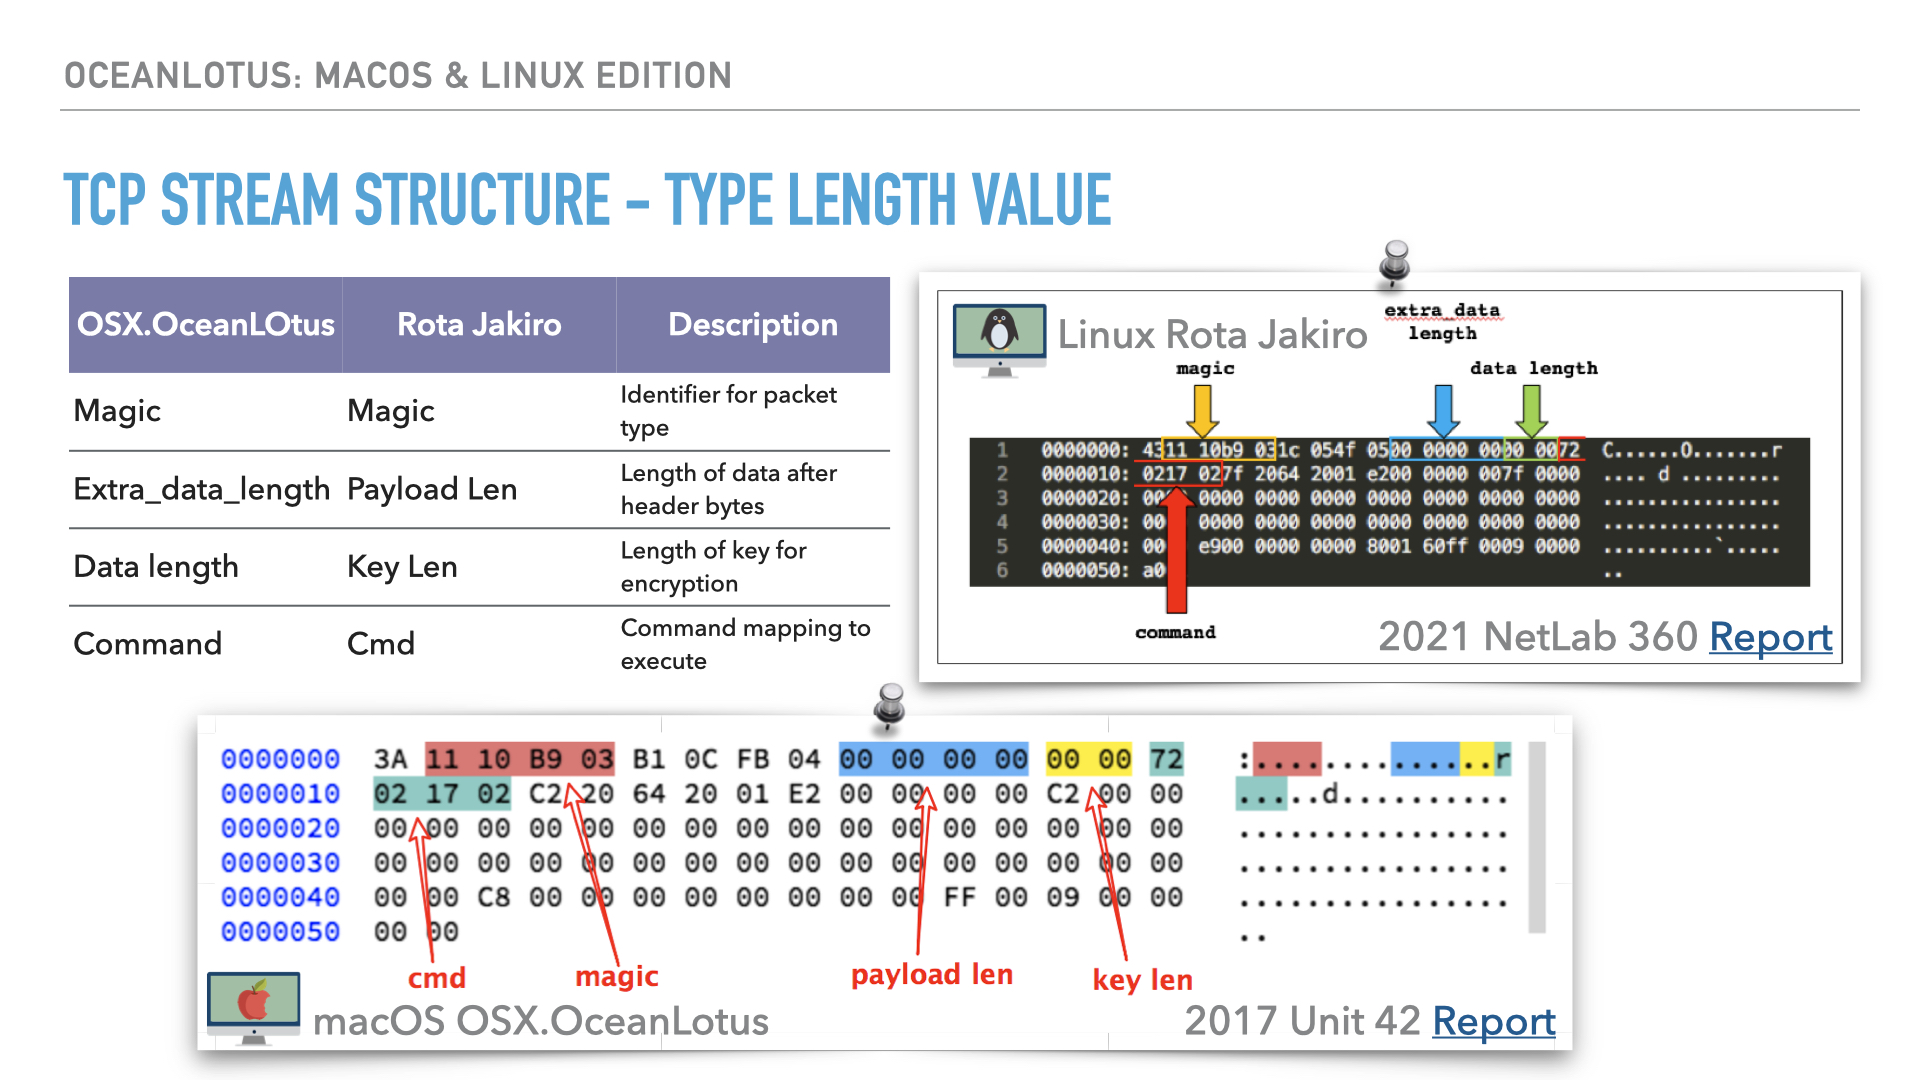 OCEANLOTUS: MACOS & LINUX EDITION
TCP STREAM STRUCTURE – TYPE LENGTH VALUE
OSX.OceanLOtus Rota Jakiro Description
Magic Magic Identifier for packet
type
Extra_data_length Payload Len Length of data after
header bytes
Data length Key Len Length of key for
encryption
Command Cmd Command mapping to
execute
Linux Rota Jakiro
extra_data
length
magic
data length
1 0000000: 4311 10b9 031c 054f 0500 0000 0000 0072 C......O.......r
2 0000010: 0217 027f 2064 2001 e200 0000 007f 0000 .... d .........
3 0000020: 0000 0000 0000 0000 0000 0000 0000 0000 ................
4 0000030: 00 0000 0000 0000 0000 0000 0000 0000 ................
5 0000040: 00 e900 0000 0000 8001 60ff 0009 0000 ..........`.....
6 0000050: a0 ..
command
2021 NetLab 360 Report
0000000 3A 11 10 B9 03 B1 0C FB 04 00 00 00 00 00 00 72 :..............r
0000010 02 17 02 C2 20 64 20 01 E2 00 00 00 00 C2 00 00 .....d..........
0000020 00 00 00 00 00 00 00 00 00 00 00 00 00 00 00 00 ................
0000030 00 00 00 00 00 00 00 00 00 00 00 00 00 00 00 00 ................
0000040 00 00 C8 00 00 00 00 00 00 00 00 FF 00 09 00 00 ................
0000050 00 00 ..
cmd
magic
payload len
key len
macOS OSX.OceanLotus
2017 Unit 42 Report